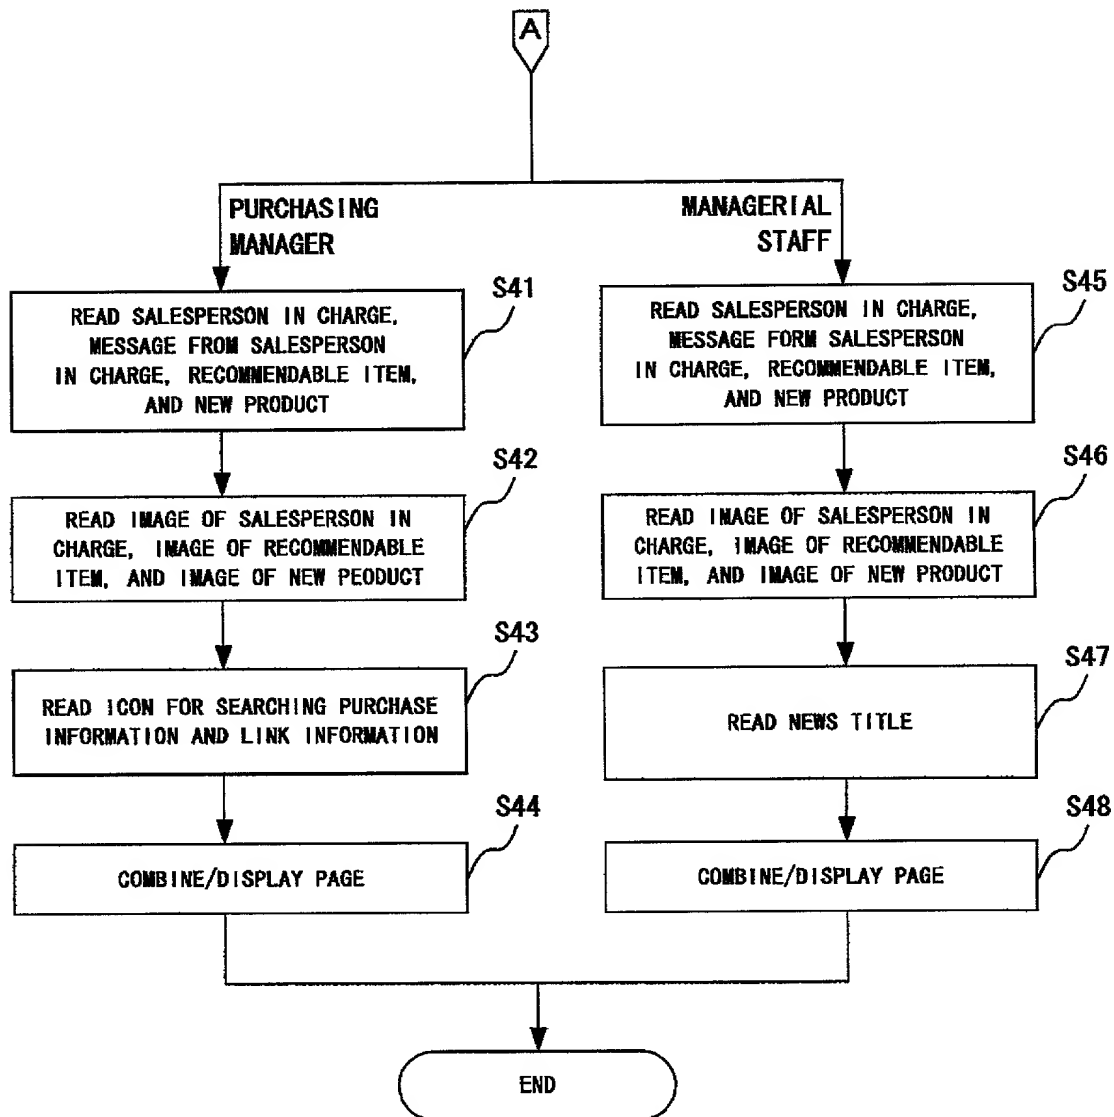 A
PURCHASING
MANAGER
MANAGERIAL
STAFF
S41
READ SALESPERSON IN CHARGE,
MESSAGE FROM SALESPERSON
IN CHARGE, RECOMMENDABLE ITEM,
AND NEW PRODUCT
S42
READ IMAGE OF SALESPERSON IN
CHARGE, IMAGE OF RECOMMENDABLE
ITEM, AND IMAGE OF NEW PEODUCT
S43
READ ICON FOR SEARCHING PURCHASE
INFORMATION AND LINK INFORMATION
S44
COMBINE/DISPLAY PAGE
S45
READ SALESPERSON IN CHARGE,
MESSAGE FORM SALESPERSON
IN CHARGE, RECOMMENDABLE ITEM,
AND NEW PRODUCT
S46
READ IMAGE OF SALESPERSON IN
CHARGE, IMAGE OF RECOMMENDABLE
ITEM, AND IMAGE OF NEW PRODUCT
S47
READ NEWS TITLE
S48
COMBINE/DISPLAY PAGE
END